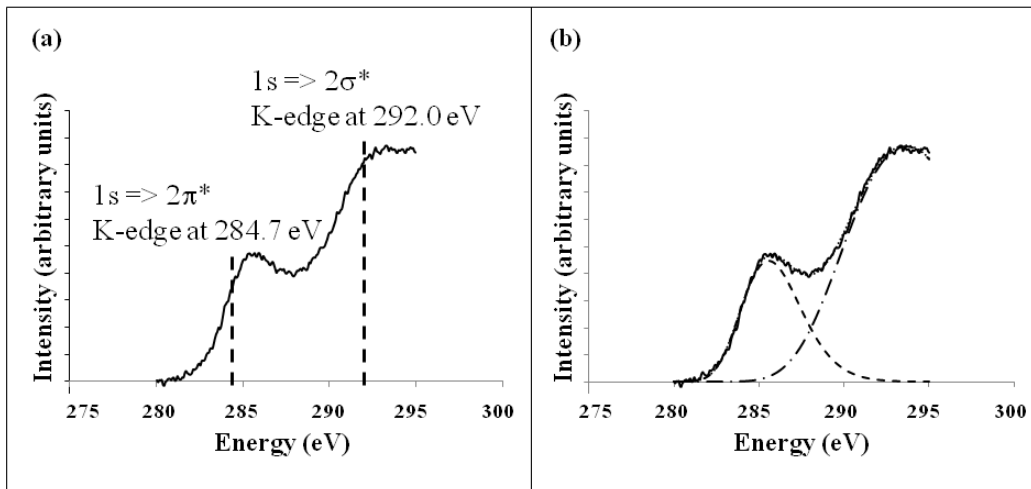 (a)
1s => 2σ*
K-edge at 292.0 eV
1s => 2π*
K-edge at 284.7 eV
Intensity (arbitrary units)
275 280 285 290 295 300
Energy (eV)
(b)
Intensity (arbitrary units)
275 280 285 290 295 300
Energy (eV)